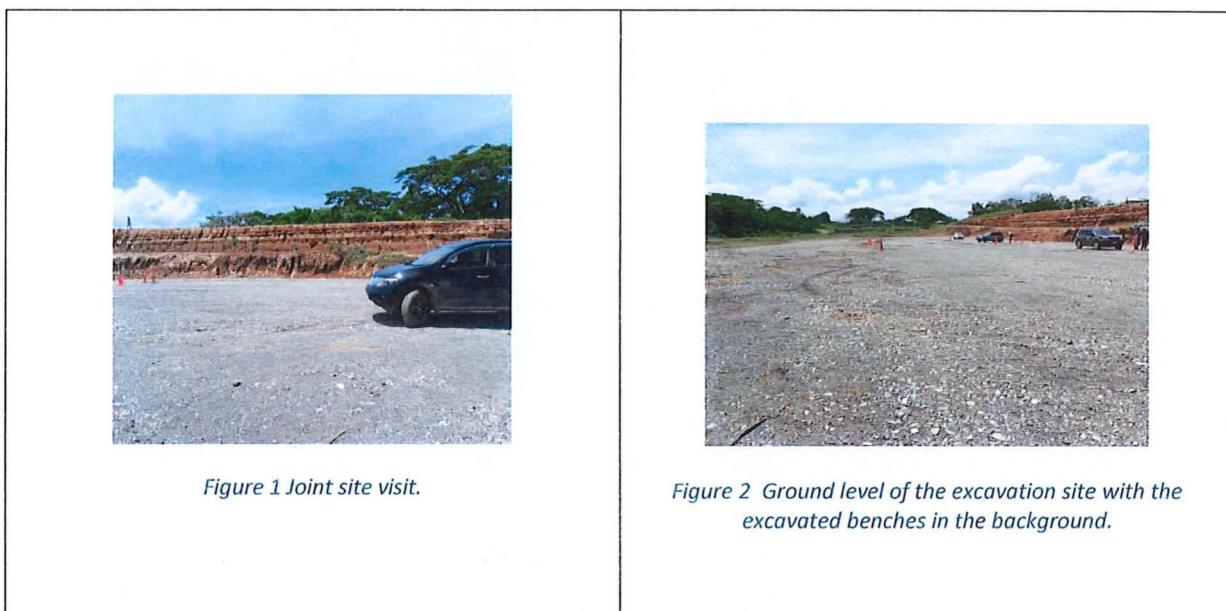 Figure 1 Joint site visit.
Figure 2 Ground level of the excavation site with the
excavated benches in the background.